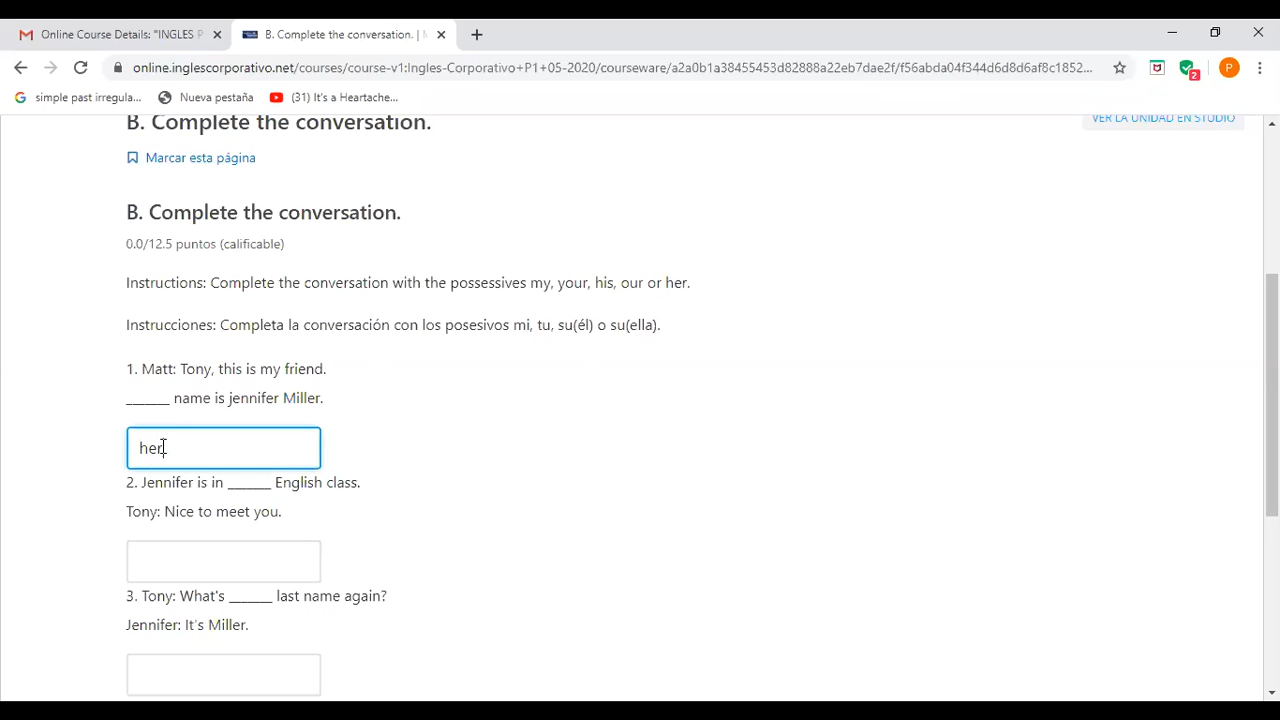 Online Course Details: "INGLES P
B. Complete the conversation. | M
online.inglescorporativo.net/courses/course-v1:Ingles-Corporativo+P1+05-2020/courseware/a2a0b1a38455453d82888a22eb7dae2f/f56abda04f344d6d8d6af8c1852...
2
P
simple past irregula...
Nueva pestaña
(31) It's a Heartache...
B. Complete the conversation.
VER LA UNIDAD EN STUDIO
Marcar esta página
B. Complete the conversation.
0.0/12.5 puntos (calificable)
Instructions: Complete the conversation with the possessives my, your, his, our or her.
Instrucciones: Completa la conversación con los posesivos mi, tu, su(él) o su(ella).
1. Matt: Tony, this is my friend.
_______ name is jennifer Miller.
her
2. Jennifer is in _______ English class.
Tony: Nice to meet you.
3. Tony: What's _______ last name again?
Jennifer: It's Miller.